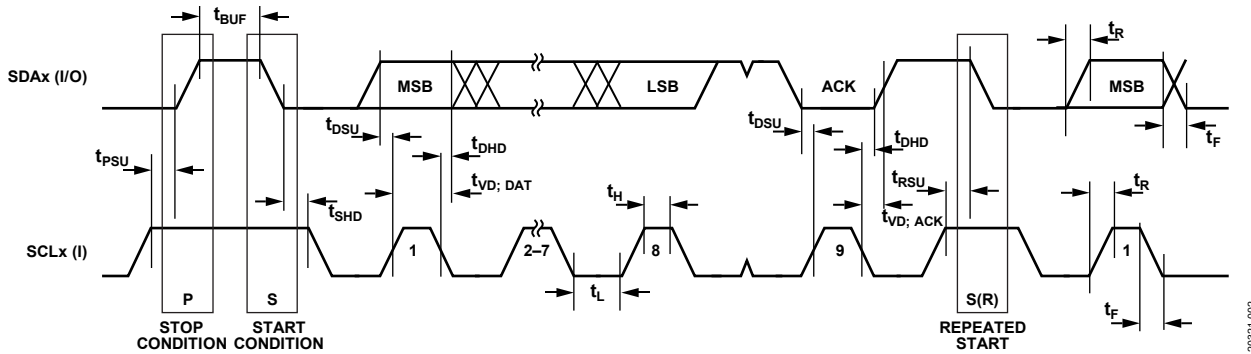 tBUF
tR
SDAx (I/O)
MSB
LSB
ACK
MSB
tDSU
tDHD
tDSU
tDHD
tF
tPSU
tVD; DAT
tH
tRSU
tR
tSHD
tVD; ACK
SCLx (I)
1
2–7
8
9
1
tL
tF
P
S
S(R)
STOP
CONDITION
START
CONDITION
REPEATED
START